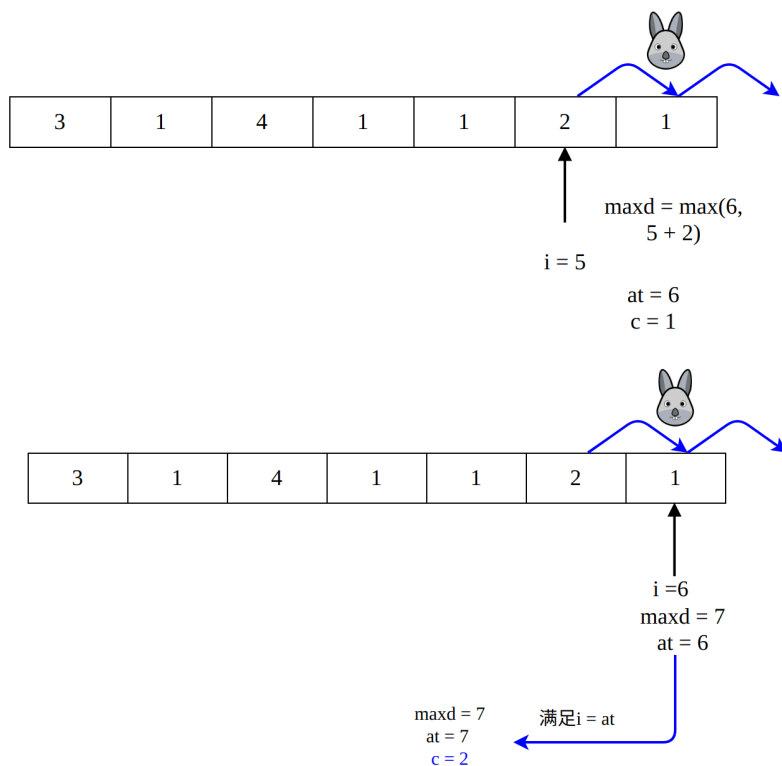 3 1 4 1 1 2 1
maxd = max(6,
5 + 2)
i = 5
at = 6
c = 1
3 1 4 1 1 2 1
i =6
maxd = 7
at = 6
满足i = at
maxd = 7
at = 7
c = 2